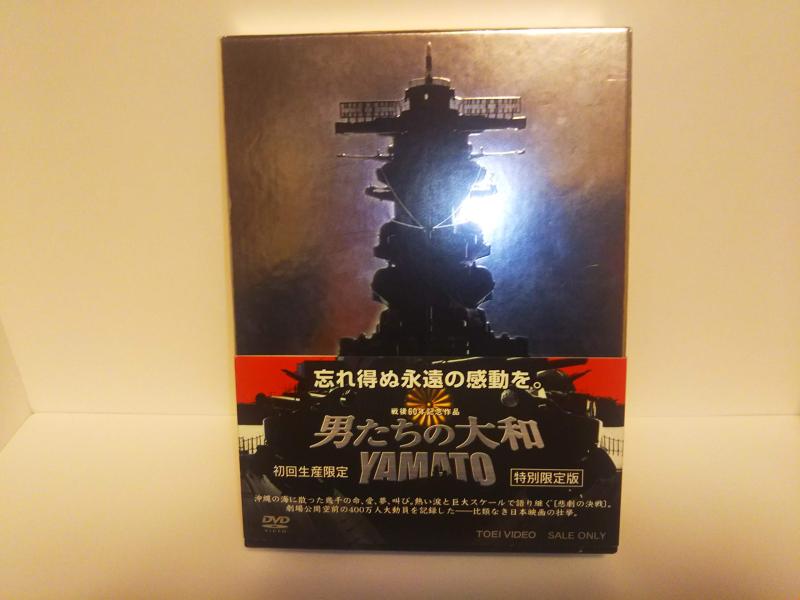 忘れ得ぬ永遠の感動を。
戦後60年記念作品
男たちの大和
YAMATO
初回生産限定
特別限定版
沖縄の海に散った幾千の命、愛、夢、叫び。熱い涙と巨大スケールで語り継ぐ[悲劇の決戦]。
劇場公開空前の400万人大動員を記録した——比類なき日本映画の壮挙。
DVD
VIDEO
TOEI VIDEO SALE ONLY